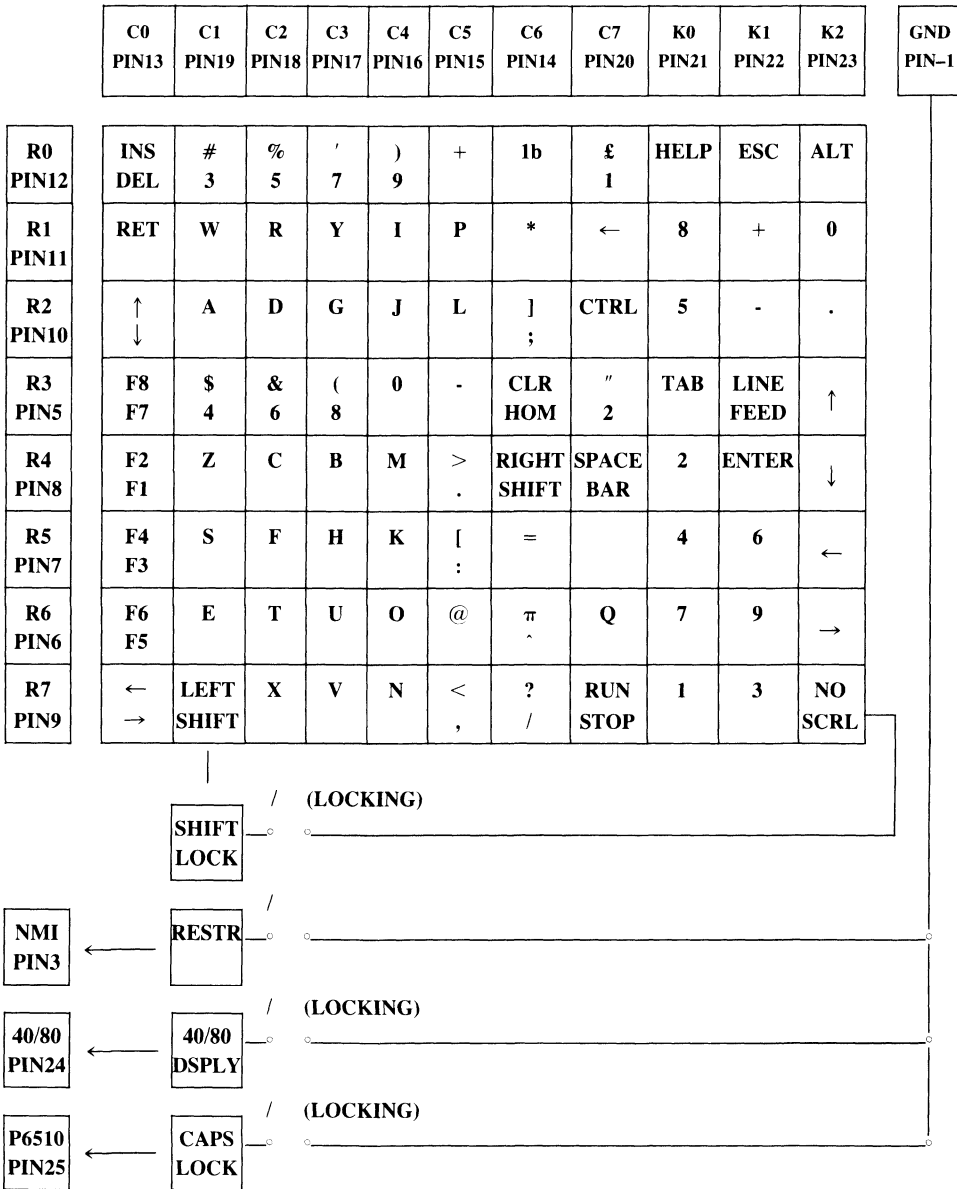 C0 C1 C2 C3 C4 C5 C6 C7 K0 K1 K2 GND
PIN13 PIN19 PIN18 PIN17 PIN16 PIN15 PIN14 PIN20 PIN21 PIN22 PIN23 PIN–1
R0 INS # % ' ) + 1b £ HELP ESC ALT
PIN12 DEL 3 5 7 9 1
R1 RET W R Y I P * ← 8 + 0
PIN11
R2 ↑ A D G J L ] CTRL 5 - .
PIN10 ↓ ;
R3 F8 $ & ( 0 - CLR " TAB LINE ↑
PIN5 F7 4 6 8 HOM 2 FEED
R4 F2 Z C B M > RIGHT SPACE 2 ENTER ↓
PIN8 F1 . SHIFT BAR
R5 F4 S F H K [ = 4 6 ←
PIN7 F3 :
R6 F6 E T U O @ π Q 7 9 →
PIN6 F5 ^
R7 ← LEFT X V N < ? RUN 1 3 NO
PIN9 → SHIFT , / STOP SCRL
/ (LOCKING)
SHIFT
LOCK
/
NMI ← RESTR
PIN3
/ (LOCKING)
40/80 ← 40/80
PIN24 DSPLY
/ (LOCKING)
P6510 ← CAPS
PIN25 LOCK